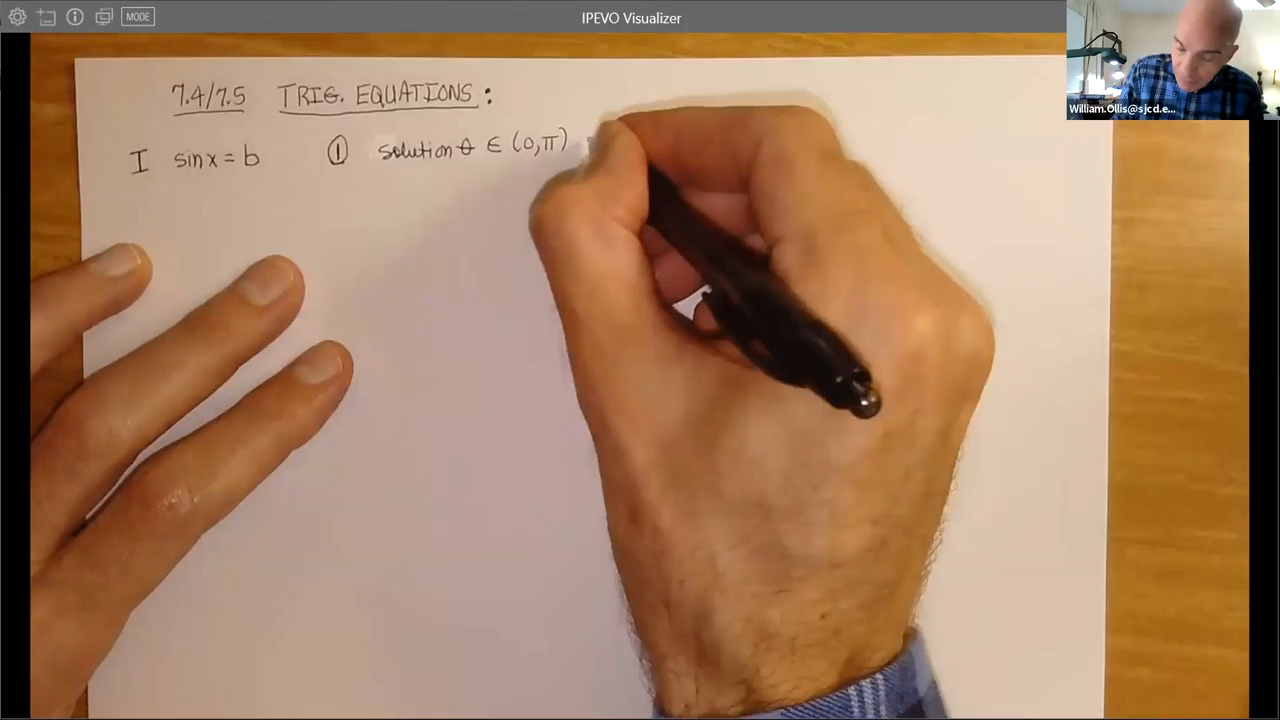 MODE
IPEVO Visualizer
William.Ollis@sjcd.e...
7.4/7.5 TRIG. EQUATIONS:
I sin x = b ① solution θ ∈ (0, π)